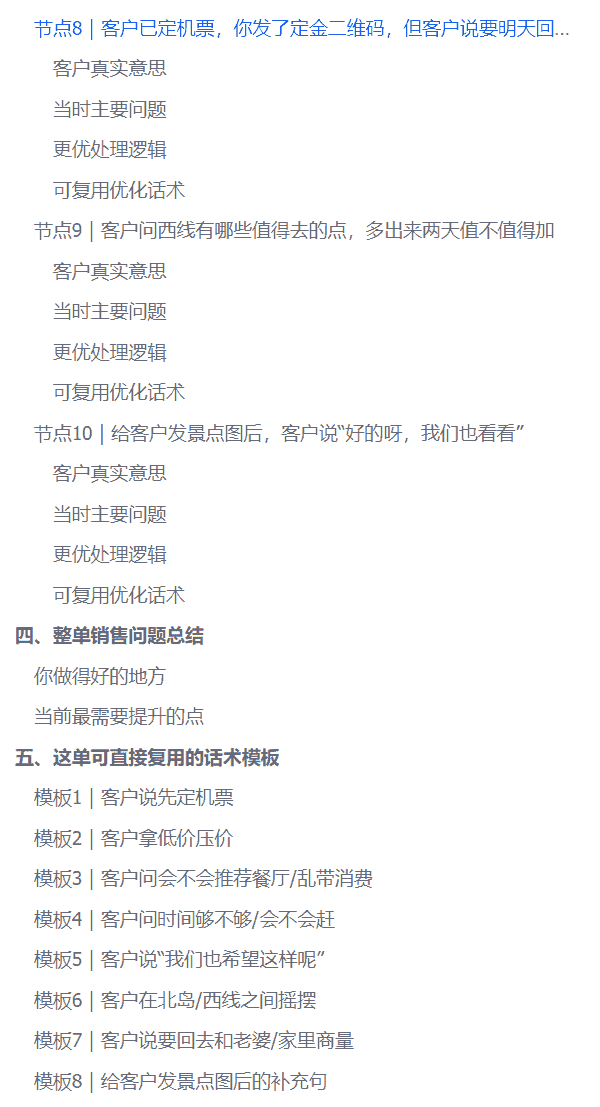 节点8｜客户已定机票，你发了定金二维码，但客户说要明天回...
客户真实意思
当时主要问题
更优处理逻辑
可复用优化话术
节点9｜客户问西线有哪些值得去的点，多出来两天值不值得加
客户真实意思
当时主要问题
更优处理逻辑
可复用优化话术
节点10｜给客户发景点图后，客户说“好的呀，我们也看看”
客户真实意思
当时主要问题
更优处理逻辑
可复用优化话术
四、整单销售问题总结
你做得好的地方
当前最需要提升的点
五、这单可直接复用的话术模板
模板1｜客户说先定机票
模板2｜客户拿低价压价
模板3｜客户问会不会推荐餐厅/乱带消费
模板4｜客户问时间够不够/会不会赶
模板5｜客户说“我们也希望这样呢”
模板6｜客户在北岛/西线之间摇摆
模板7｜客户说要回去和老婆/家里商量
模板8｜给客户发景点图后的补充句